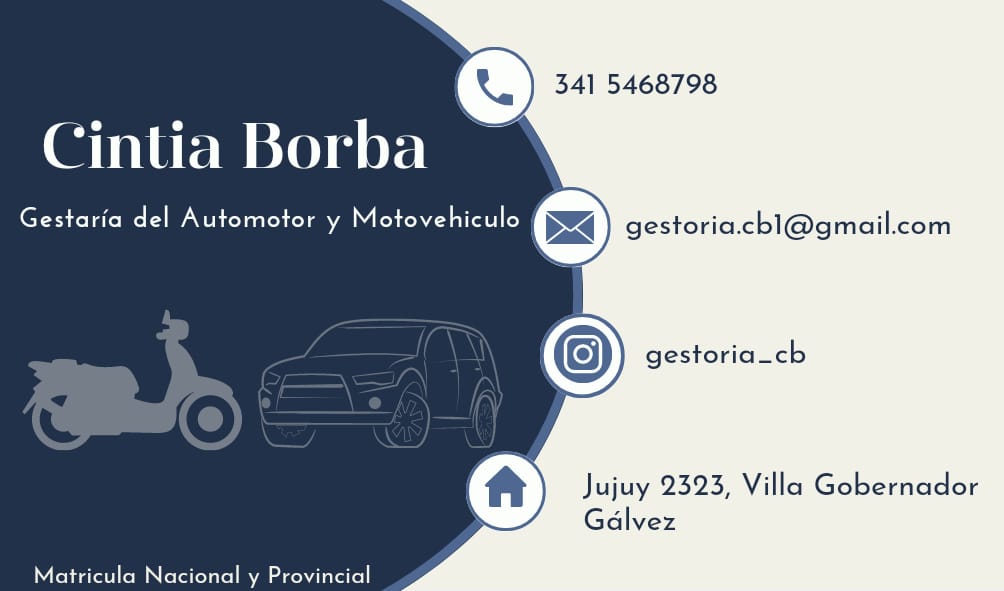 Cintia Borba
Gestaría del Automotor y Motovehiculo
Matricula Nacional y Provincial
341 5468798
gestoria.cb1@gmail.com
gestoria_cb
Jujuy 2323, Villa Gobernador
Gálvez